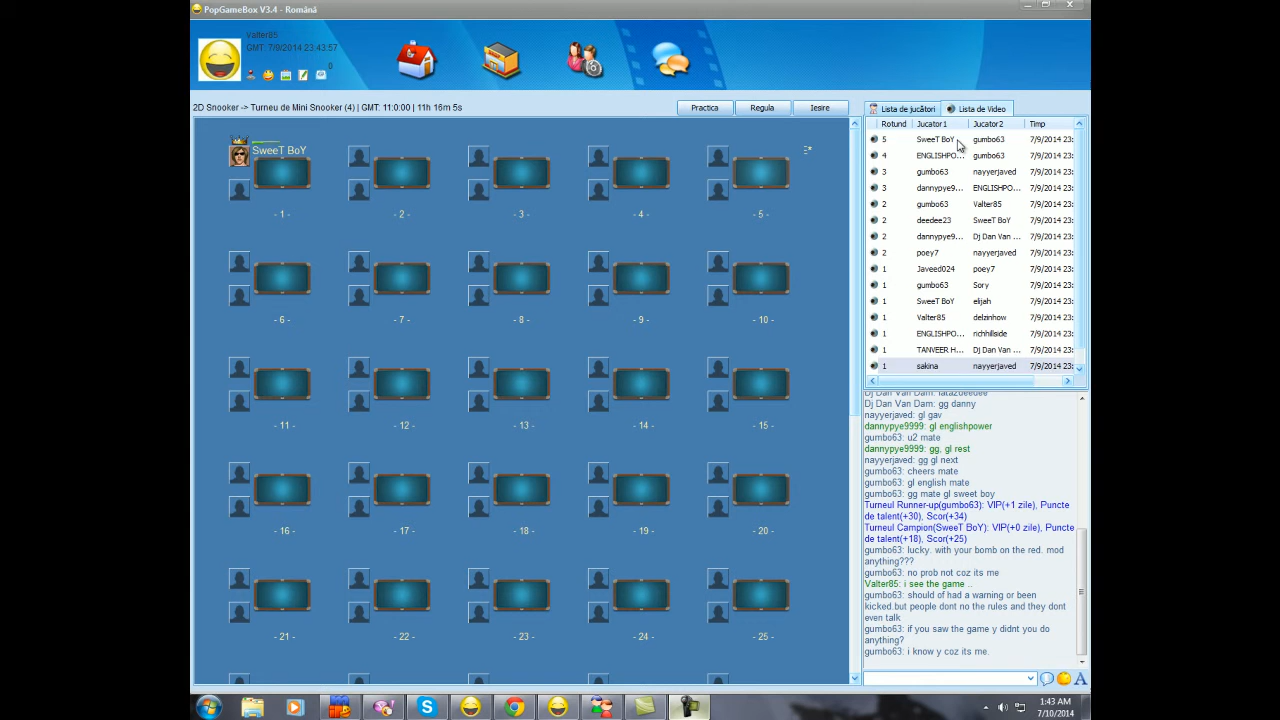 PopGameBox V3.4 - Română
Valter85
GMT: 7/9/2014 23:43:57
0
2D Snooker -> Turneu de Mini Snooker (4) | GMT: 11:0:00 | 11h 16m 5s
Practica
Regula
Iesire
SweeT BoY
- 1 -
- 2 -
- 3 -
- 4 -
- 5 -
- 6 -
- 7 -
- 8 -
- 9 -
- 10 -
- 11 -
- 12 -
- 13 -
- 14 -
- 15 -
- 16 -
- 17 -
- 18 -
- 19 -
- 20 -
- 21 -
- 22 -
- 23 -
- 24 -
- 25 -
Lista de jucători
Lista de Video
Rotund Jucator1 Jucator2 Timp
5 SweeT BoY gumbo63 7/9/2014 23:
4 ENGLISHPO... gumbo63 7/9/2014 23:
3 gumbo63 nayyerjaved 7/9/2014 23:
3 dannypye9... ENGLISHPO... 7/9/2014 23:
2 gumbo63 Valter85 7/9/2014 23:
2 deedee23 SweeT BoY 7/9/2014 23:
2 dannypye9... Dj Dan Van ... 7/9/2014 23:
2 poey7 nayyerjaved 7/9/2014 23:
1 Javeed024 poey7 7/9/2014 23:
1 gumbo63 Sory 7/9/2014 23:
1 SweeT BoY elijah 7/9/2014 23:
1 Valter85 delzinhow 7/9/2014 23:
1 ENGLISHPO... richhillside 7/9/2014 23:
1 TANVEER H... Dj Dan Van ... 7/9/2014 23:
1 sakina nayyerjaved 7/9/2014 23:
Dj Dan Van Dam:
Dj Dan Van Dam: gg danny
nayyerjaved: gl gav
dannypye9999: gl englishpower
gumbo63: u2 mate
dannypye9999: gg, gl rest
nayyerjaved: gg gl next
gumbo63: cheers mate
gumbo63: gl english mate
gumbo63: gg mate gl sweet boy
Turneul Runner-up(gumbo63): VIP(+1 zile), Puncte
de talent(+30), Scor(+34)
Turneul Campion(SweeT BoY): VIP(+0 zile), Puncte
de talent(+18), Scor(+25)
gumbo63: lucky. with your bomb on the red. mod
anything???
gumbo63: no prob not coz its me
Valter85: i see the game ..
gumbo63: should of had a warning or been
kicked.but people dont no the rules and they dont
even talk
gumbo63: if you saw the game y didnt you do
anything?
gumbo63: i know y coz its me.
1:43 AM
7/10/2014